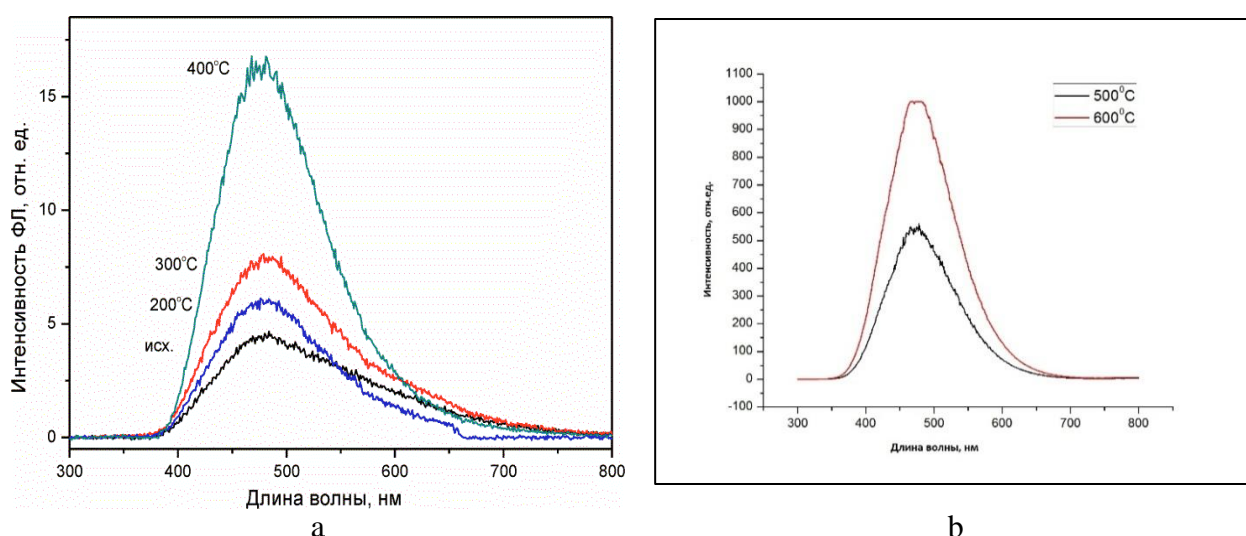 Интенсивность ФЛ, отн. ед.
15
10
5
0
400°C
300°C
200°C
исх.
300 400 500 600 700 800
Длина волны, нм
a
1100
1000
900
800
700
600
500
400
300
200
100
0
-100
Интенсивность, отн.ед.
500⁰C
600⁰C
300 400 500 600 700 800
Длина волны, нм
b